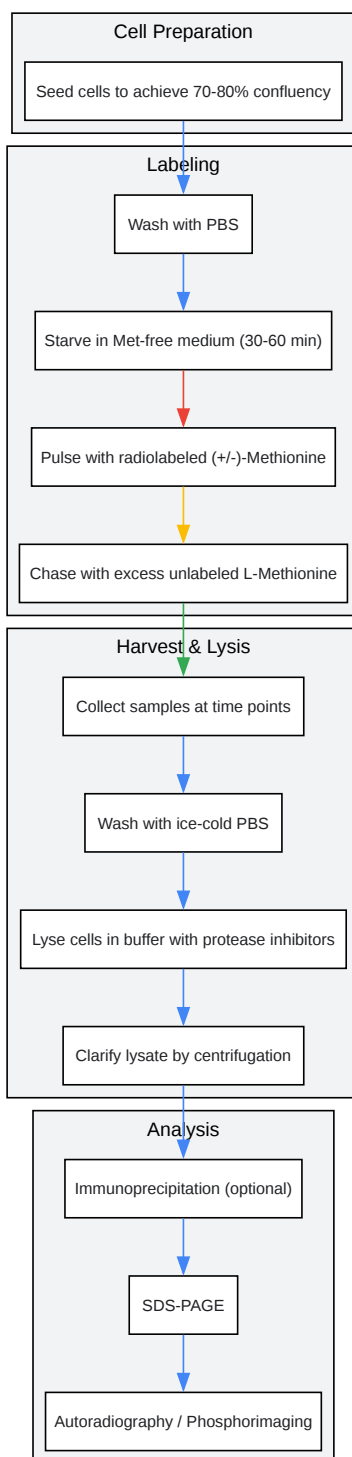 Cell Preparation
Seed cells to achieve 70-80% confluency
Labeling
Wash with PBS
Starve in Met-free medium (30-60 min)
Pulse with radiolabeled (+/-)-Methionine
Chase with excess unlabeled L-Methionine
Harvest & Lysis
Collect samples at time points
Wash with ice-cold PBS
Lyse cells in buffer with protease inhibitors
Clarify lysate by centrifugation
Analysis
Immunoprecipitation (optional)
SDS-PAGE
Autoradiography / Phosphorimaging